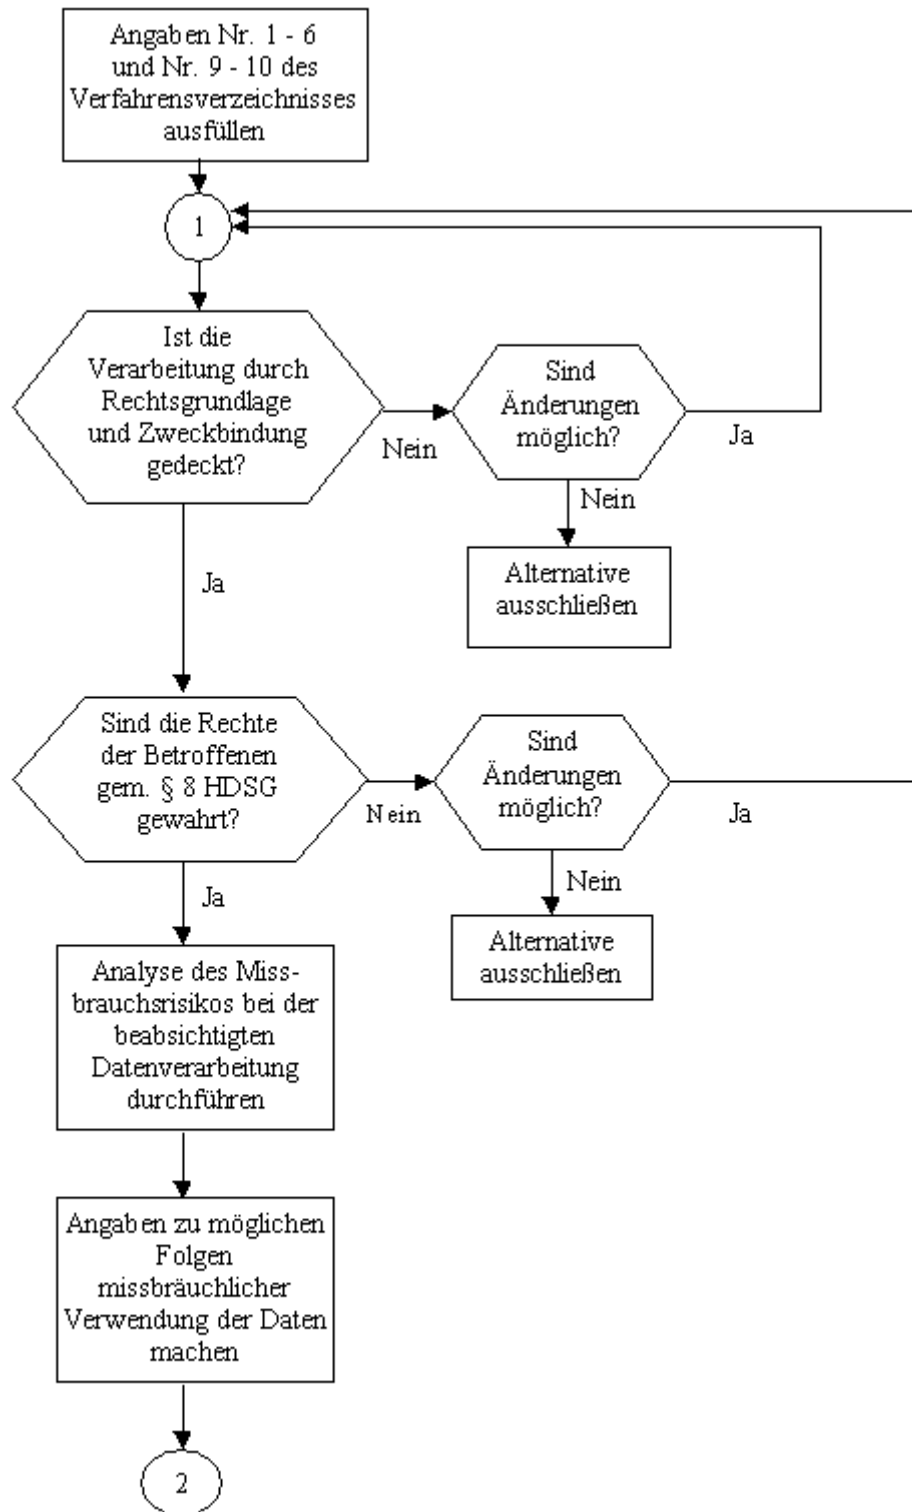 Angaben Nr. 1 - 6
und Nr. 9 - 10 des
Verfahrensverzeichnisses
ausfüllen
1
Ist die
Verarbeitung durch
Rechtsgrundlage
und Zweckbindung
gedeckt?
Nein
Sind
Änderungen
möglich?
Ja
Nein
Alternative
ausschließen
Ja
Sind die Rechte
der Betroffenen
gem. § 8 HDSG
gewahrt?
Nein
Sind
Änderungen
möglich?
Ja
Nein
Alternative
ausschließen
Ja
Analyse des Miss-
brauchsrisikos bei der
beabsichtigten
Datenverarbeitung
durchführen
Angaben zu möglichen
Folgen
missbräuchlicher
Verwendung der Daten
machen
2